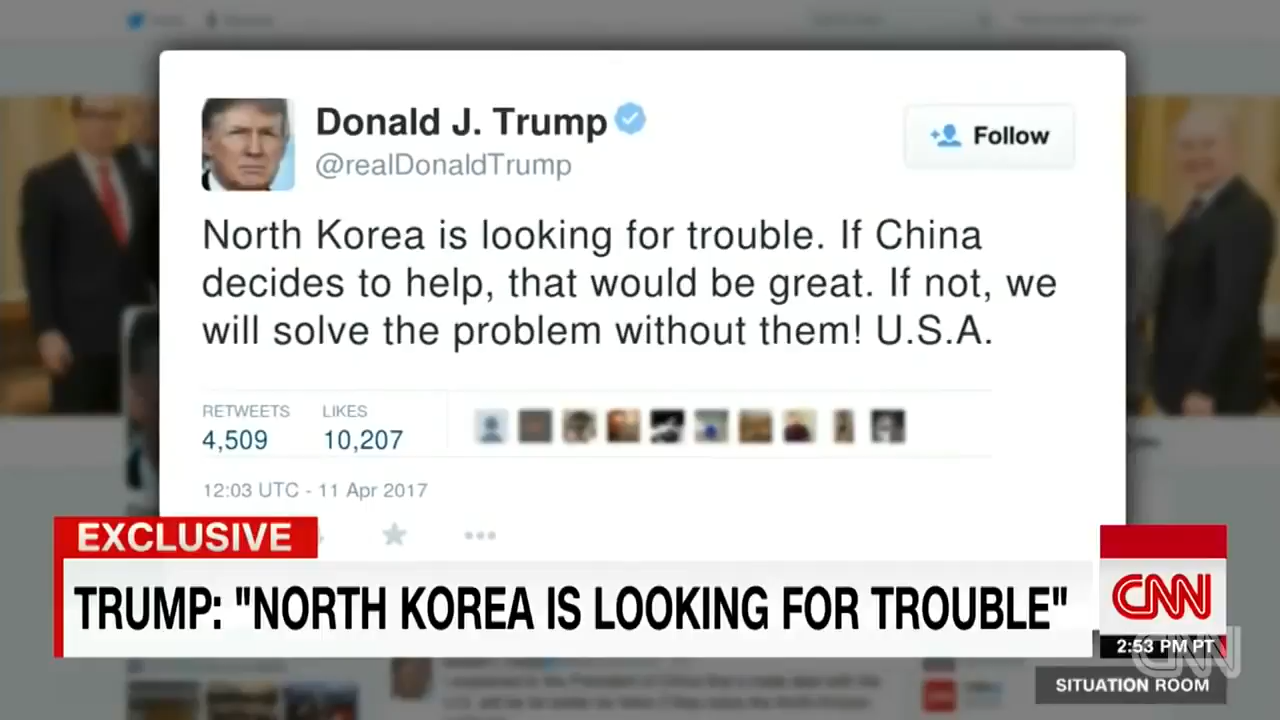 Donald J. Trump
@realDonaldTrump
Follow
North Korea is looking for trouble. If China
decides to help, that would be great. If not, we
will solve the problem without them! U.S.A.
RETWEETS LIKES
4,509 10,207
12:03 UTC - 11 Apr 2017
EXCLUSIVE
TRUMP: "NORTH KOREA IS LOOKING FOR TROUBLE"
CNN
2:53 PM PT
CNN
SITUATION ROOM